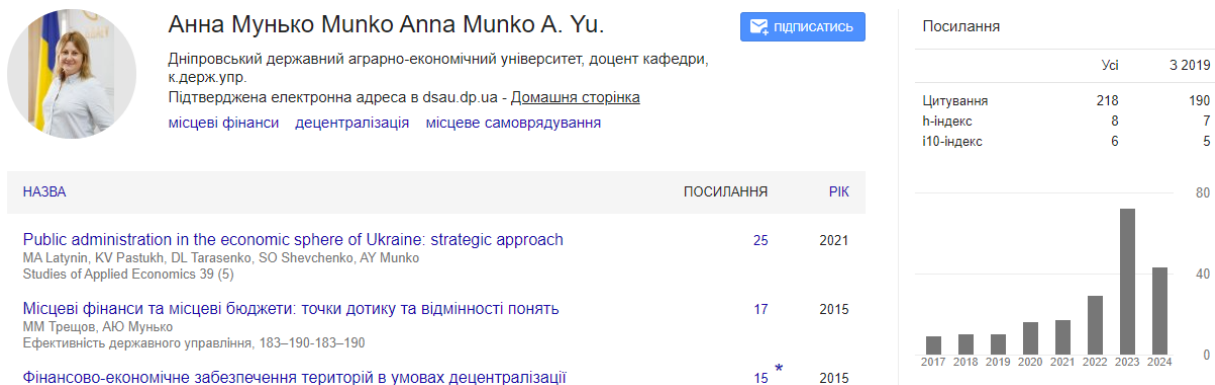 Анна Мунько Munko Anna Munko A. Yu.
ПІДПИСАТИСЬ
Дніпровський державний аграрно-економічний університет, доцент кафедри,
к.держ.упр.
Підтверджена електронна адреса в dsau.dp.ua - Домашня сторінка
місцеві фінанси децентралізація місцеве самоврядування
НАЗВА ПОСИЛАННЯ РІК
Public administration in the economic sphere of Ukraine: strategic approach 25 2021
MA Latynin, KV Pastukh, DL Tarasenko, SO Shevchenko, AY Munko
Studies of Applied Economics 39 (5)
Місцеві фінанси та місцеві бюджети: точки дотику та відмінності понять 17 2015
ММ Трещов, АЮ Мунько
Ефективність державного управління, 183–190-183–190
Фінансово-економічне забезпечення територій в умовах децентралізації 15 * 2015
Посилання
Усі З 2019
Цитування 218 190
h-індекс 8 7
i10-індекс 6 5
80
40
0
2017 2018 2019 2020 2021 2022 2023 2024